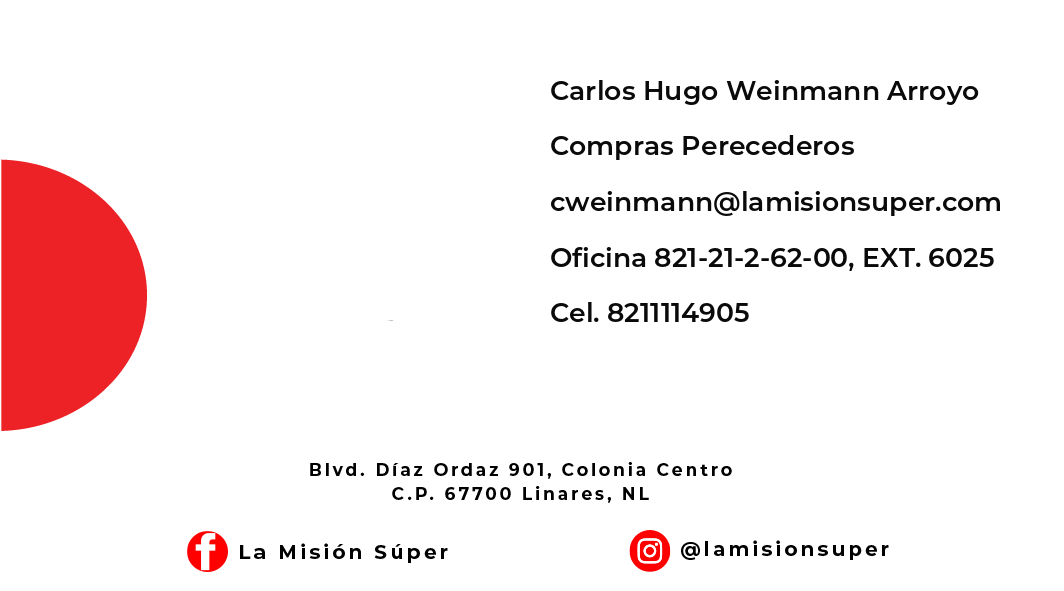 Carlos Hugo Weinmann Arroyo
Compras Perecederos
cweinmann@lamisionsuper.com
Oficina 821-21-2-62-00, EXT. 6025
Cel. 8211114905
Blvd. Díaz Ordaz 901, Colonia Centro
C.P. 67700 Linares, NL
La Misión Súper
@lamisionsuper